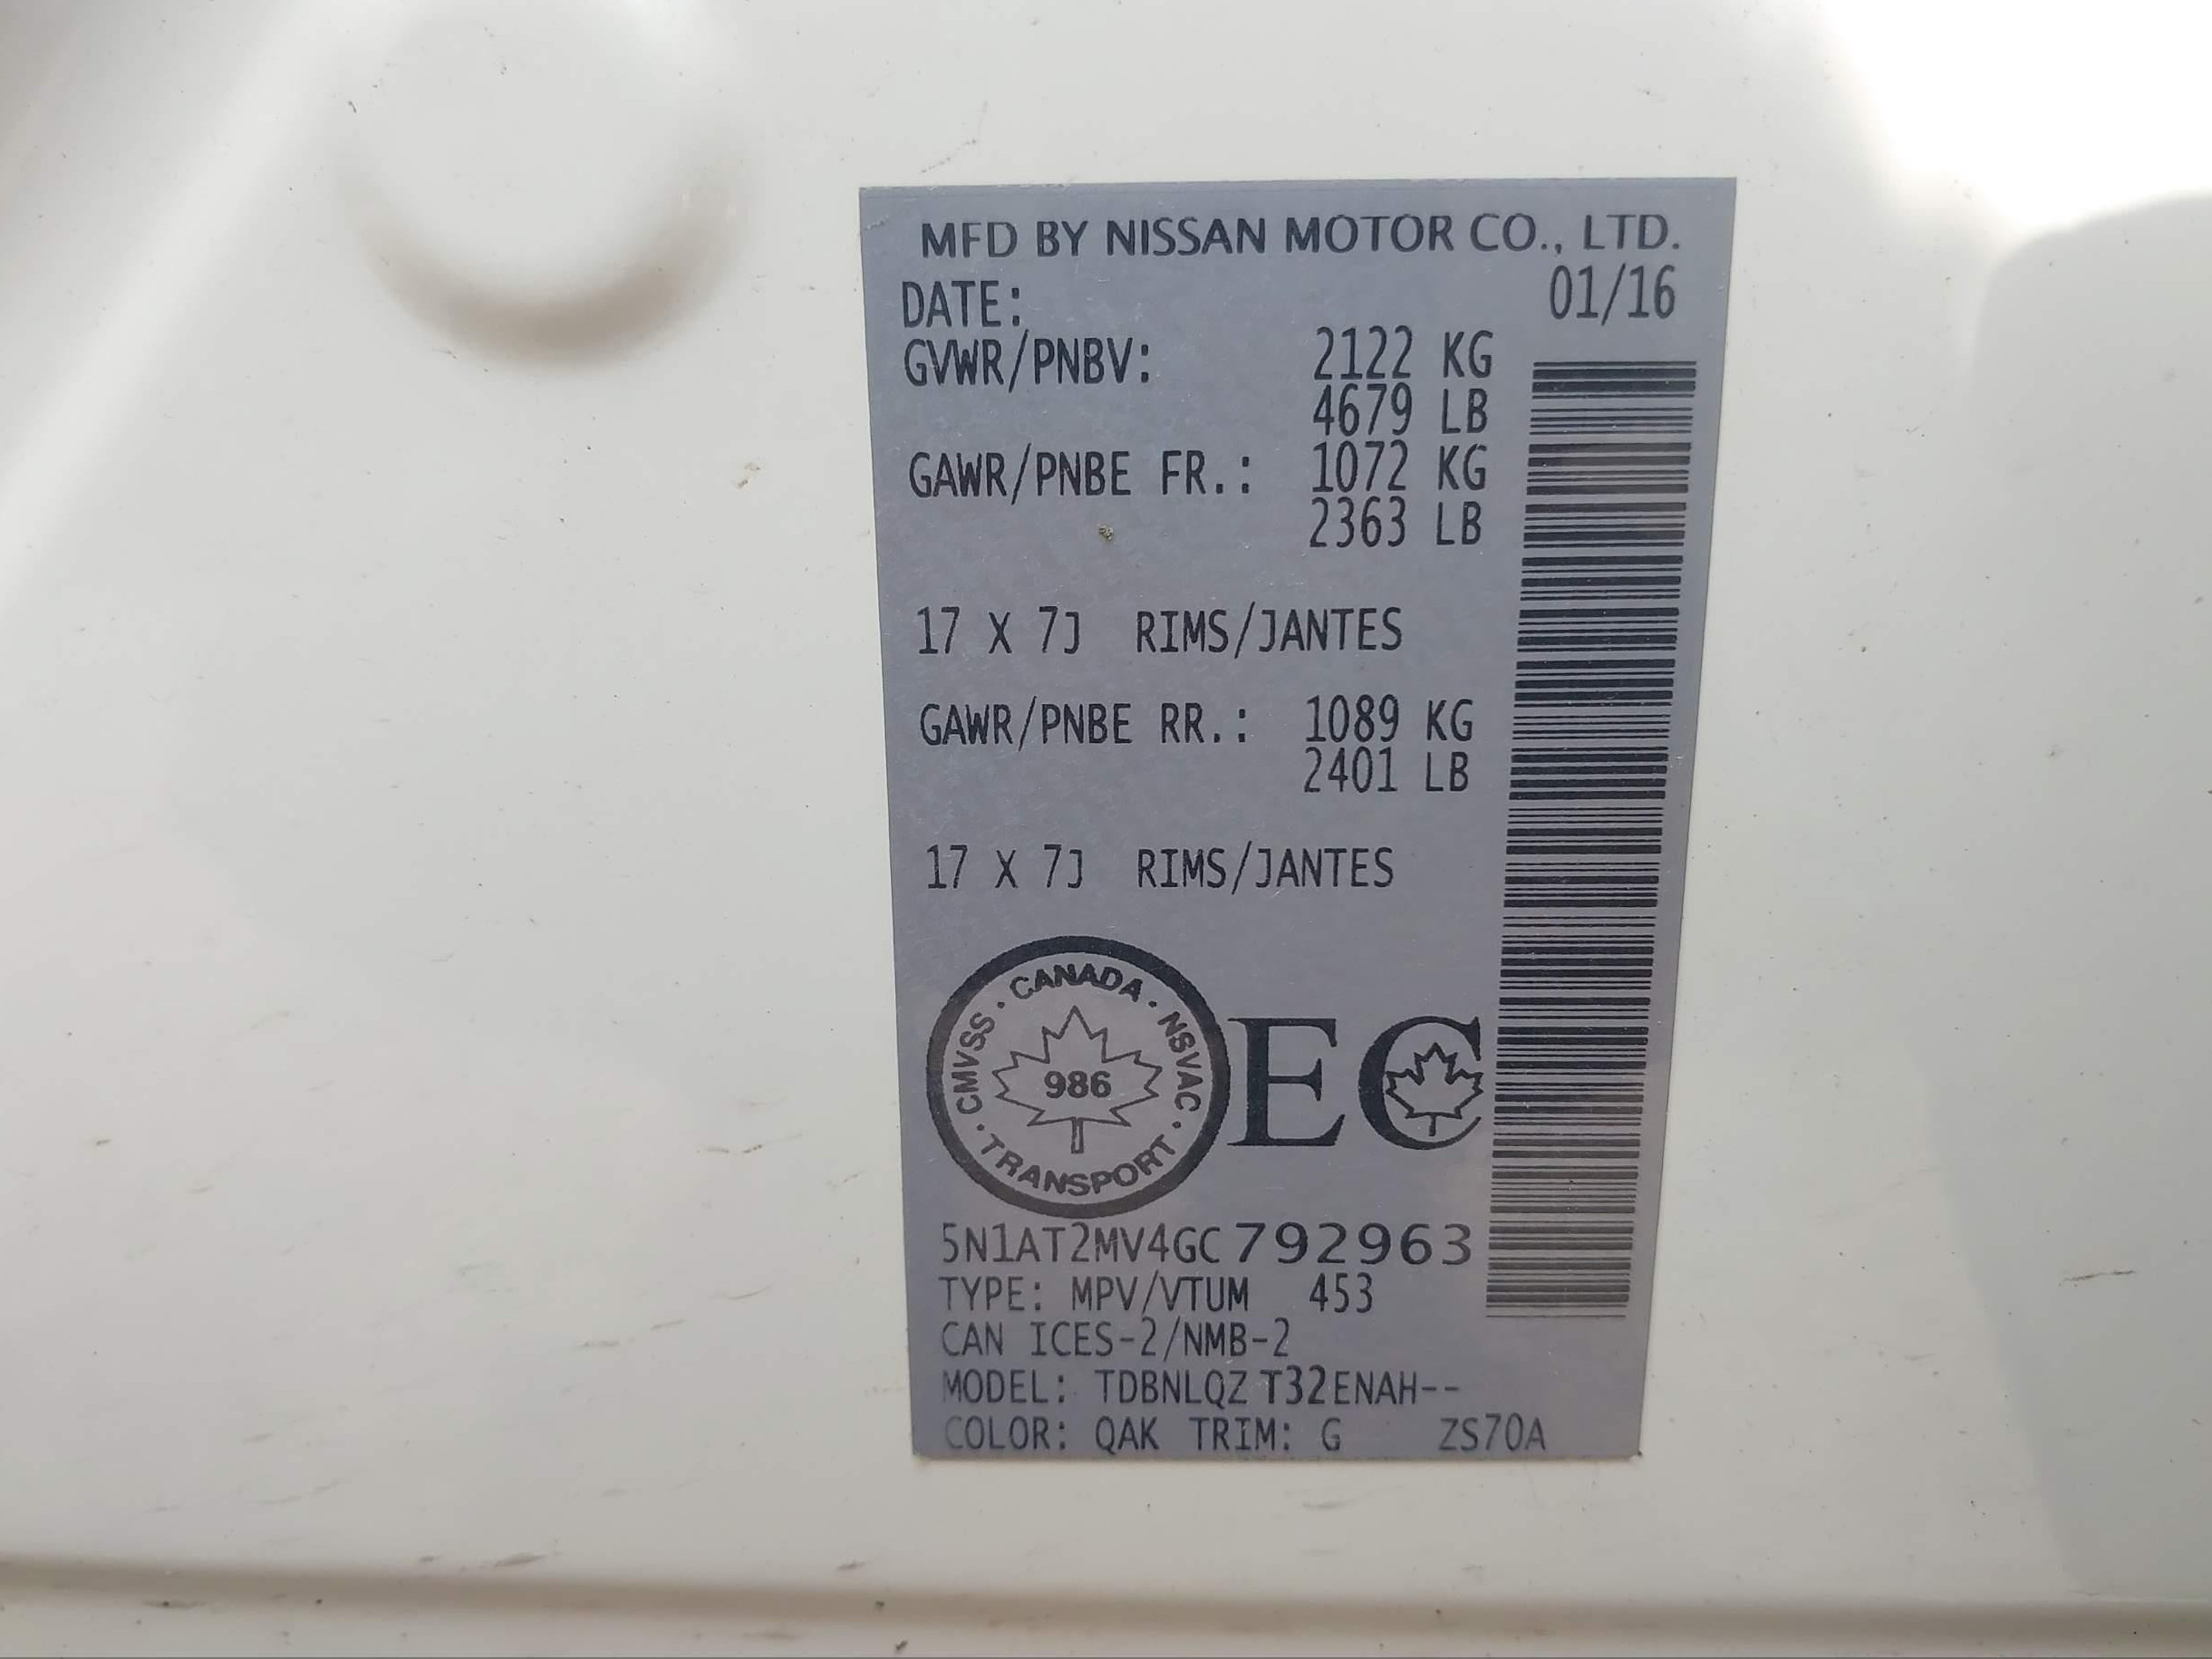 MFD BY NISSAN MOTOR CO., LTD.
DATE: 01/16
GVWR/PNBV: 2122 KG
4679 LB
GAWR/PNBE FR.: 1072 KG
2363 LB
17 X 7J RIMS/JANTES
GAWR/PNBE RR.: 1089 KG
2401 LB
17 X 7J RIMS/JANTES
CANADA · NSVAC · TRANSPORT · CMVSS ·
986
EC
5N1AT2MV4GC792963
TYPE: MPV/VTUM 453
CAN ICES-2/NMB-2
MODEL: TDBNLQZ T32ENAH--
COLOR: QAK TRIM: G ZS70A